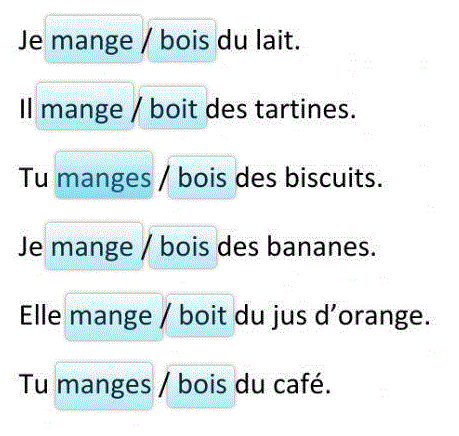 Je mange / bois du lait.
Il mange / boit des tartines.
Tu manges / bois des biscuits.
Je mange / bois des bananes.
Elle mange / boit du jus d’orange.
Tu manges / bois du café.